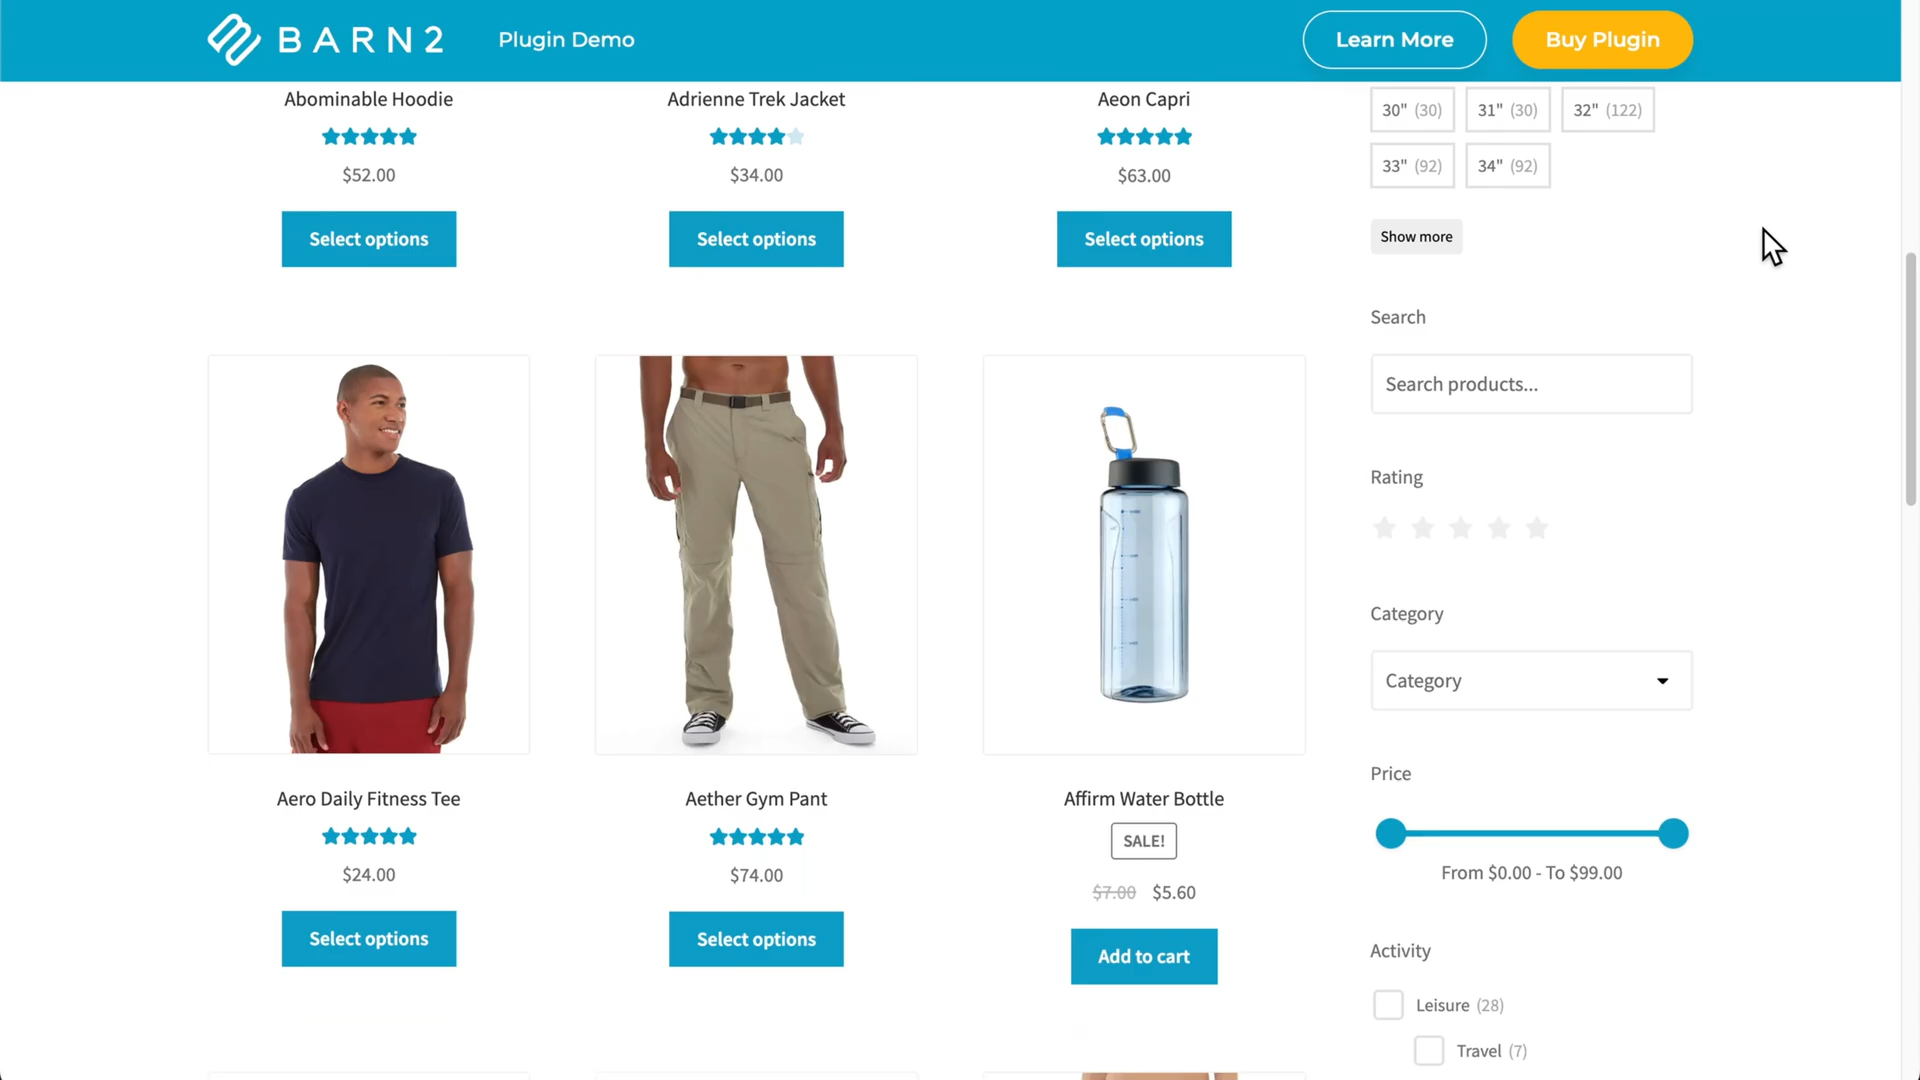 BARN2 Plugin Demo Learn More Buy Plugin
Abominable Hoodie
$52.00
Select options
Adrienne Trek Jacket
$34.00
Select options
Aeon Capri
$63.00
Select options
30" (30) 31" (30) 32" (122)
33" (92) 34" (92)
Show more
Aero Daily Fitness Tee
$24.00
Select options
Aether Gym Pant
$74.00
Select options
Affirm Water Bottle
SALE!
$7.00 $5.60
Add to cart
Search
Search products...
Rating
Category
Category
Price
From $0.00 - To $99.00
Activity
Leisure (28)
Travel (7)